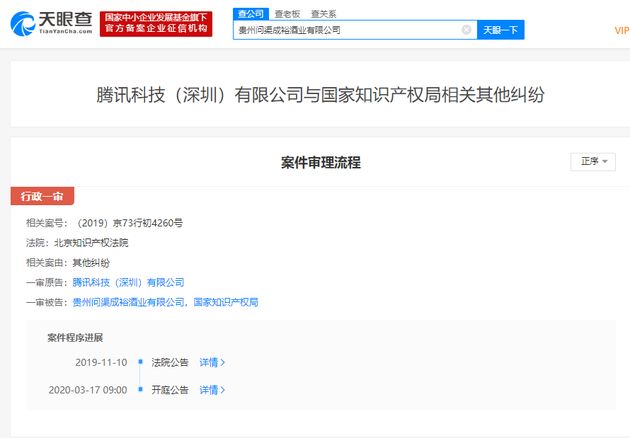 天眼查
TianYanCha.com
国家中小企业发展基金旗下
官方备案企业征信机构
查公司 查老板 查关系
贵州问渠成裕酒业有限公司
天眼一下
VIP
腾讯科技（深圳）有限公司与国家知识产权局相关其他纠纷
案件审理流程
正序
行政一审
相关案号：（2019）京73行初4260号
法院：北京知识产权法院
相关案由：其他纠纷
一审原告：腾讯科技（深圳）有限公司
一审被告：贵州问渠成裕酒业有限公司，国家知识产权局
案件程序进展
2019-11-10 法院公告 详情
2020-03-17 09:00 开庭公告 详情